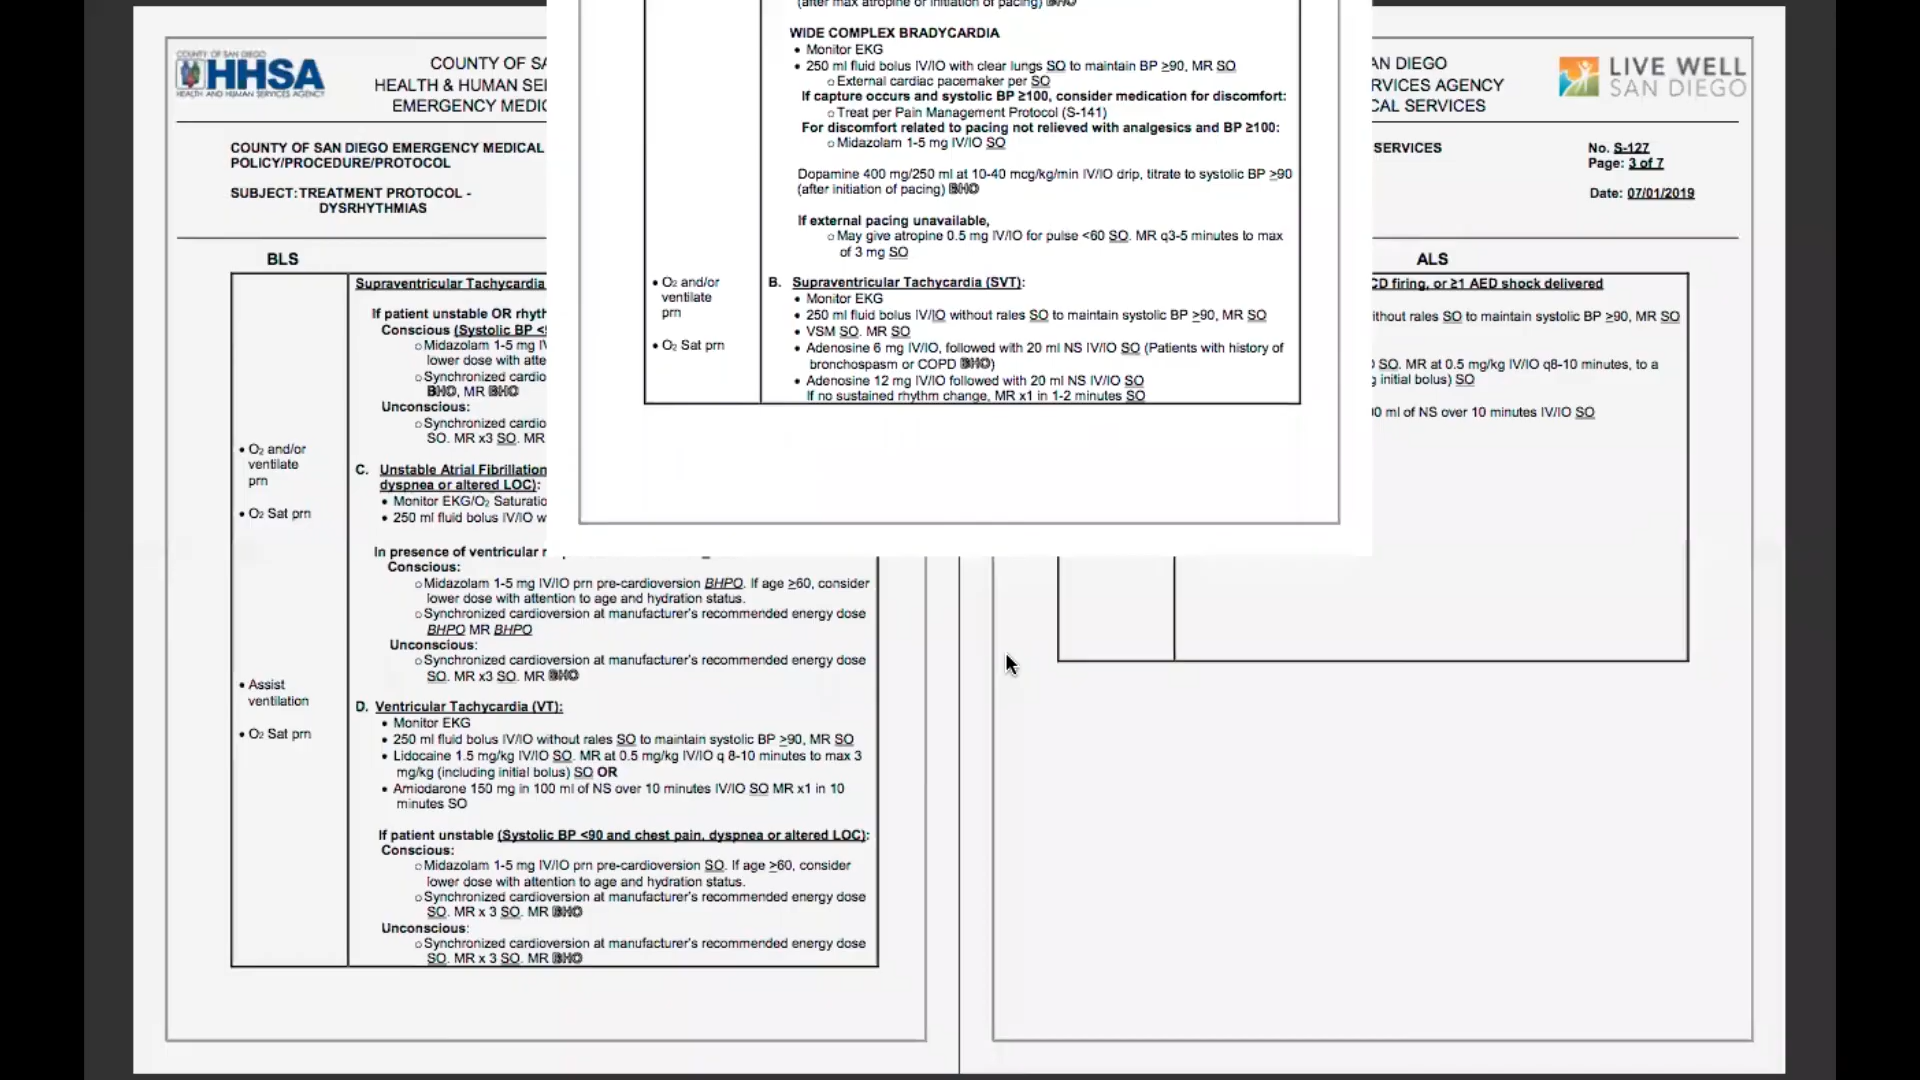 COUNTY OF SAN DIEGO
HHSA
HEALTH AND HUMAN SERVICES AGENCY
COUNTY OF SA
HEALTH & HUMAN SE
EMERGENCY MEDIC
COUNTY OF SAN DIEGO EMERGENCY MEDICAL
POLICY/PROCEDURE/PROTOCOL
SUBJECT: TREATMENT PROTOCOL -
DYSRHYTHMIAS
BLS
Supraventricular Tachycardia
If patient unstable OR rhyth
Conscious (Systolic BP <
○ Midazolam 1-5 mg I
lower dose with atte
○ Synchronized cardio
BHO, MR BHO
Unconscious:
○ Synchronized cardio
SO. MR x3 SO. MR
• O₂ and/or
ventilate
prn
• O₂ Sat prn
C. Unstable Atrial Fibrillation
dyspnea or altered LOC):
• Monitor EKG/O₂ Saturatio
• 250 ml fluid bolus IV/IO w
In presence of ventricular
Conscious:
○ Midazolam 1-5 mg IV/IO prn pre-cardioversion BHPO. If age ≥60, consider
lower dose with attention to age and hydration status.
○ Synchronized cardioversion at manufacturer's recommended energy dose
BHPO MR BHPO
Unconscious:
○ Synchronized cardioversion at manufacturer's recommended energy dose
SO. MR x3 SO. MR BHO
• Assist
ventilation
• O₂ Sat prn
D. Ventricular Tachycardia (VT):
• Monitor EKG
• 250 ml fluid bolus IV/IO without rales SO to maintain systolic BP ≥90, MR SO
• Lidocaine 1.5 mg/kg IV/IO SO. MR at 0.5 mg/kg IV/IO q 8-10 minutes to max 3
mg/kg (including initial bolus) SO OR
• Amiodarone 150 mg in 100 ml of NS over 10 minutes IV/IO SO MR x1 in 10
minutes SO
If patient unstable (Systolic BP <90 and chest pain, dyspnea or altered LOC):
Conscious:
○ Midazolam 1-5 mg IV/IO prn pre-cardioversion SO. If age ≥60, consider
lower dose with attention to age and hydration status.
○ Synchronized cardioversion at manufacturer's recommended energy dose
SO. MR x 3 SO. MR BHO
Unconscious:
○ Synchronized cardioversion at manufacturer's recommended energy dose
SO. MR x 3 SO. MR BHO
(after max atropine or initiation of pacing) BHO
WIDE COMPLEX BRADYCARDIA
• Monitor EKG
• 250 ml fluid bolus IV/IO with clear lungs SO to maintain BP ≥90, MR SO
○ External cardiac pacemaker per SO
If capture occurs and systolic BP ≥100, consider medication for discomfort:
○ Treat per Pain Management Protocol (S-141)
For discomfort related to pacing not relieved with analgesics and BP ≥100:
○ Midazolam 1-5 mg IV/IO SO
Dopamine 400 mg/250 ml at 10-40 mcg/kg/min IV/IO drip, titrate to systolic BP ≥90
(after initiation of pacing) BHO
If external pacing unavailable,
○ May give atropine 0.5 mg IV/IO for pulse <60 SO. MR q3-5 minutes to max
of 3 mg SO
• O₂ and/or
ventilate
prn
• O₂ Sat prn
B. Supraventricular Tachycardia (SVT):
• Monitor EKG
• 250 ml fluid bolus IV/IO without rales SO to maintain systolic BP ≥90, MR SO
• VSM SO. MR SO
• Adenosine 6 mg IV/IO, followed with 20 ml NS IV/IO SO (Patients with history of
bronchospasm or COPD BHO)
• Adenosine 12 mg IV/IO followed with 20 ml NS IV/IO SO
If no sustained rhythm change, MR x1 in 1-2 minutes SO
AN DIEGO
RVICES AGENCY
CAL SERVICES
LIVE WELL
SAN DIEGO
SERVICES
No. S-127
Page: 3 of 7
Date: 07/01/2019
ALS
CD firing, or ≥1 AED shock delivered
ithout rales SO to maintain systolic BP ≥90, MR SO
SO. MR at 0.5 mg/kg IV/IO q8-10 minutes, to a
g initial bolus) SO
00 ml of NS over 10 minutes IV/IO SO